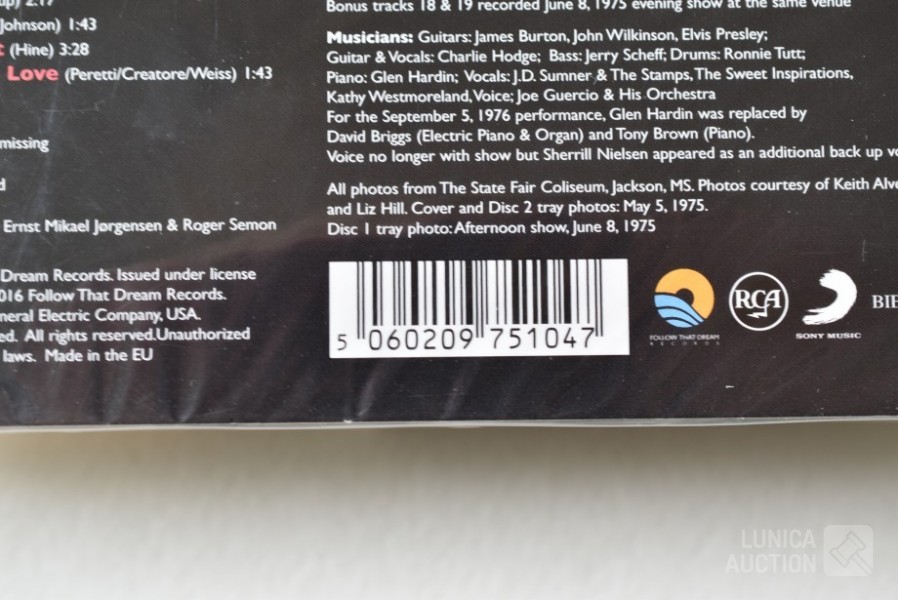 2:17
Johnson) 1:43
(Hine) 3:28
Love (Peretti/Creatore/Weiss) 1:43
missing
Ernst Mikael Jørgensen & Roger Semon
Dream Records. Issued under license
016 Follow That Dream Records.
neral Electric Company, USA.
ed. All rights reserved.Unauthorized
laws. Made in the EU
Bonus tracks 18 & 19 recorded June 8, 1975 evening show at the same venue
Musicians: Guitars: James Burton, John Wilkinson, Elvis Presley;
Guitar & Vocals: Charlie Hodge; Bass: Jerry Scheff; Drums: Ronnie Tutt;
Piano: Glen Hardin; Vocals: J.D. Sumner & The Stamps, The Sweet Inspirations,
Kathy Westmoreland, Voice; Joe Guercio & His Orchestra
For the September 5, 1976 performance, Glen Hardin was replaced by
David Briggs (Electric Piano & Organ) and Tony Brown (Piano).
Voice no longer with show but Sherrill Nielsen appeared as an additional back up vo
All photos from The State Fair Coliseum, Jackson, MS. Photos courtesy of Keith Alve
and Liz Hill. Cover and Disc 2 tray photos: May 5, 1975.
Disc 1 tray photo: Afternoon show, June 8, 1975
5 060209 751047
FOLLOW THAT DREAM
RECORDS
RCA
SONY MUSIC
BIE
LUNICA
AUCTION